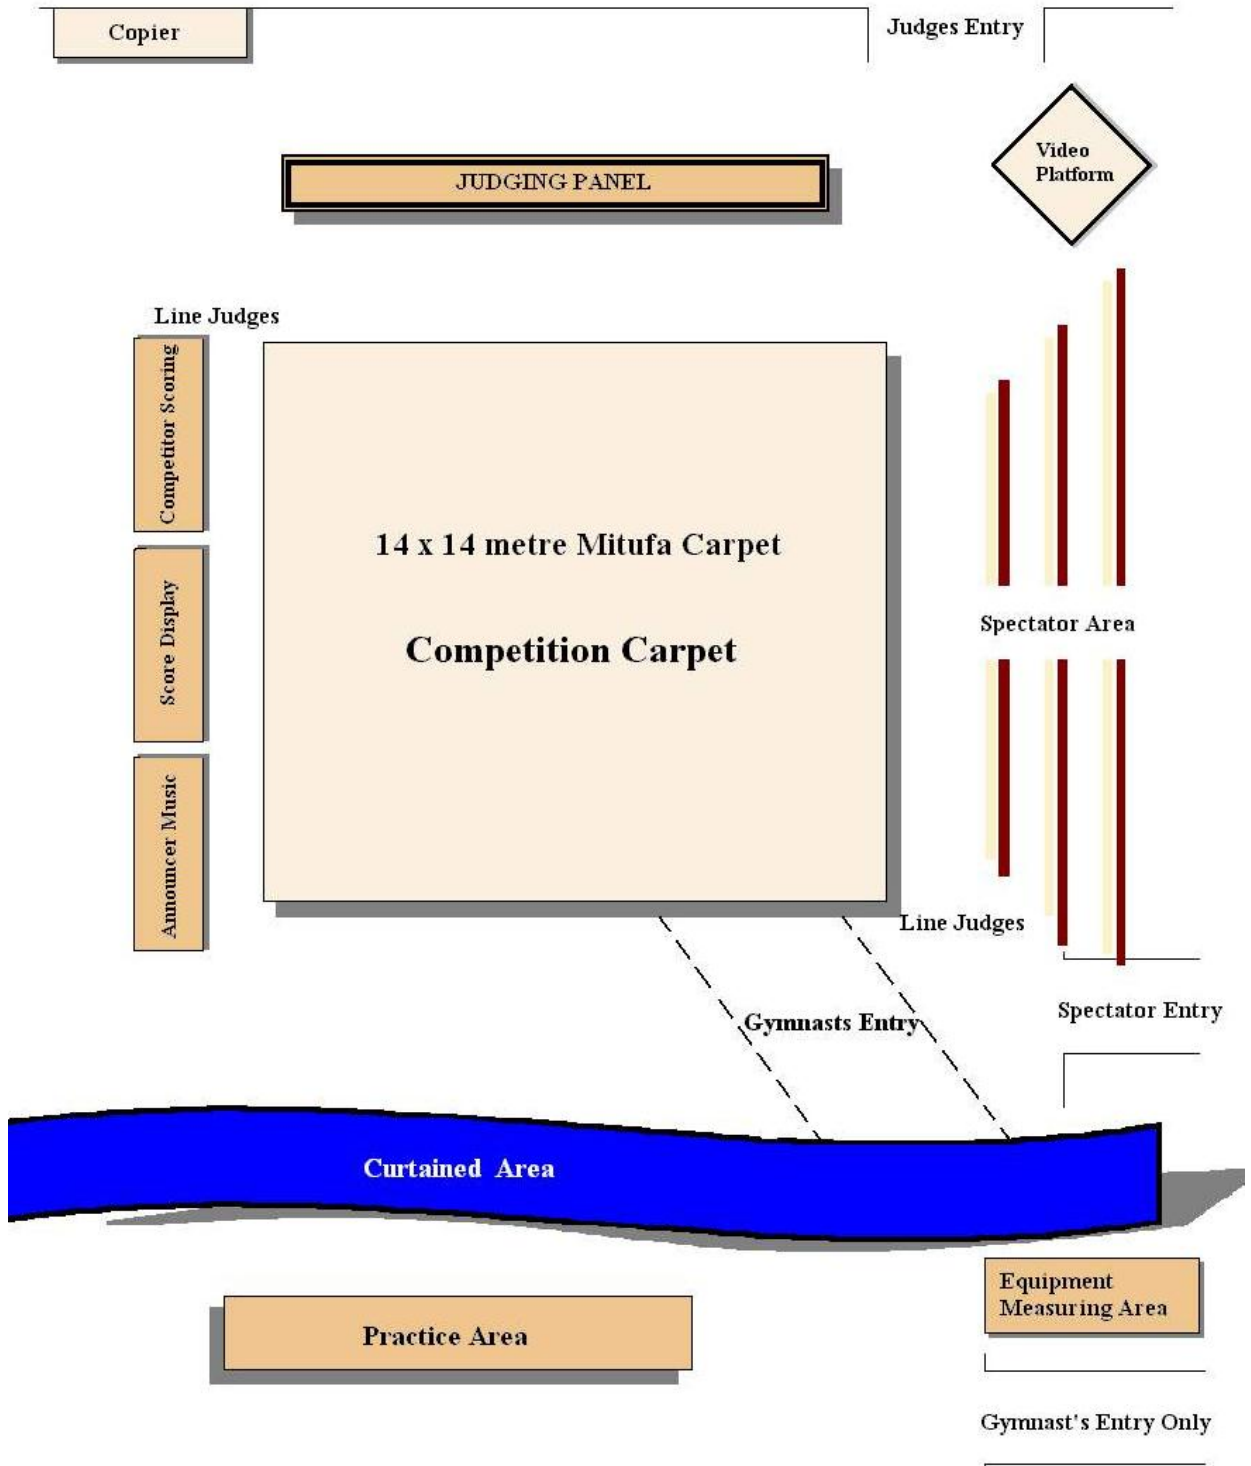 Copier
Judges Entry
Video
Platform
JUDGING PANEL
Line Judges
Competitor Scoring
14 x 14 metre Mitufa Carpet
Score Display
Spectator Area
Competition Carpet
Announcer Music
Line Judges
Spectator Entry
Gymnasts Entry
Curtained Area
Equipment
Measuring Area
Practice Area
Gymnast's Entry Only